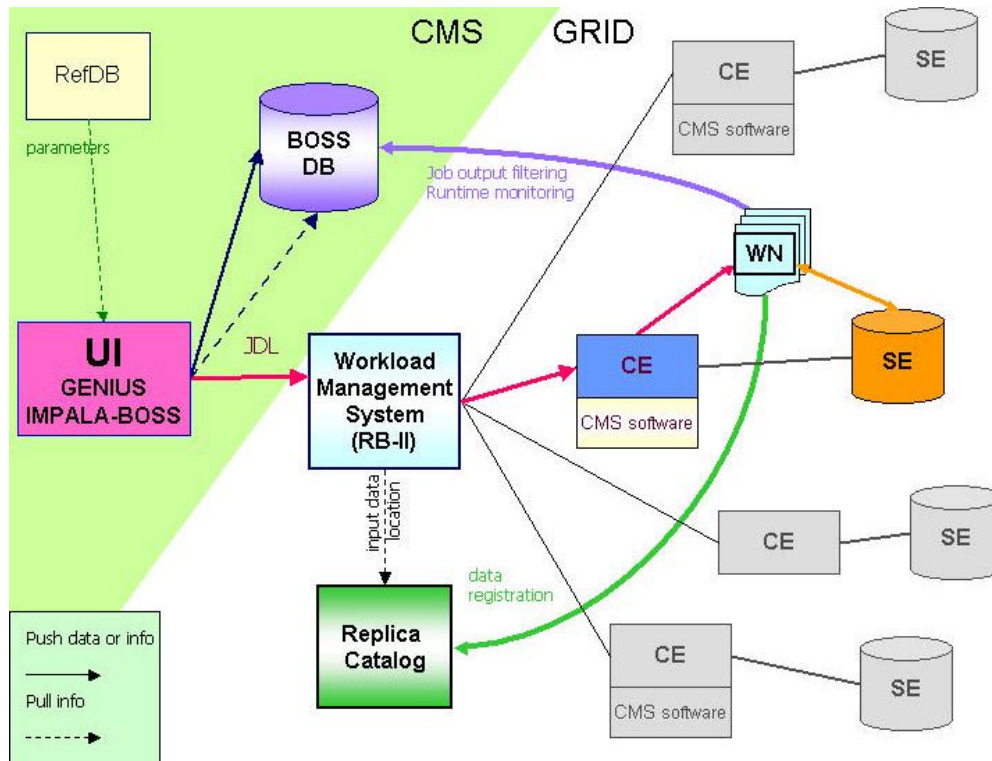 CMS GRID
RefDB
parameters
BOSS
DB
Job output filtering
Runtime monitoring
CE
CMS software
SE
WN
UI
GENIUS
IMPALA-BOSS
JDL
Workload
Management
System
(RB-II)
CE
CMS software
SE
input data
location
CE
SE
data
registration
Replica
Catalog
CE
CMS software
SE
Push data or info
Pull info